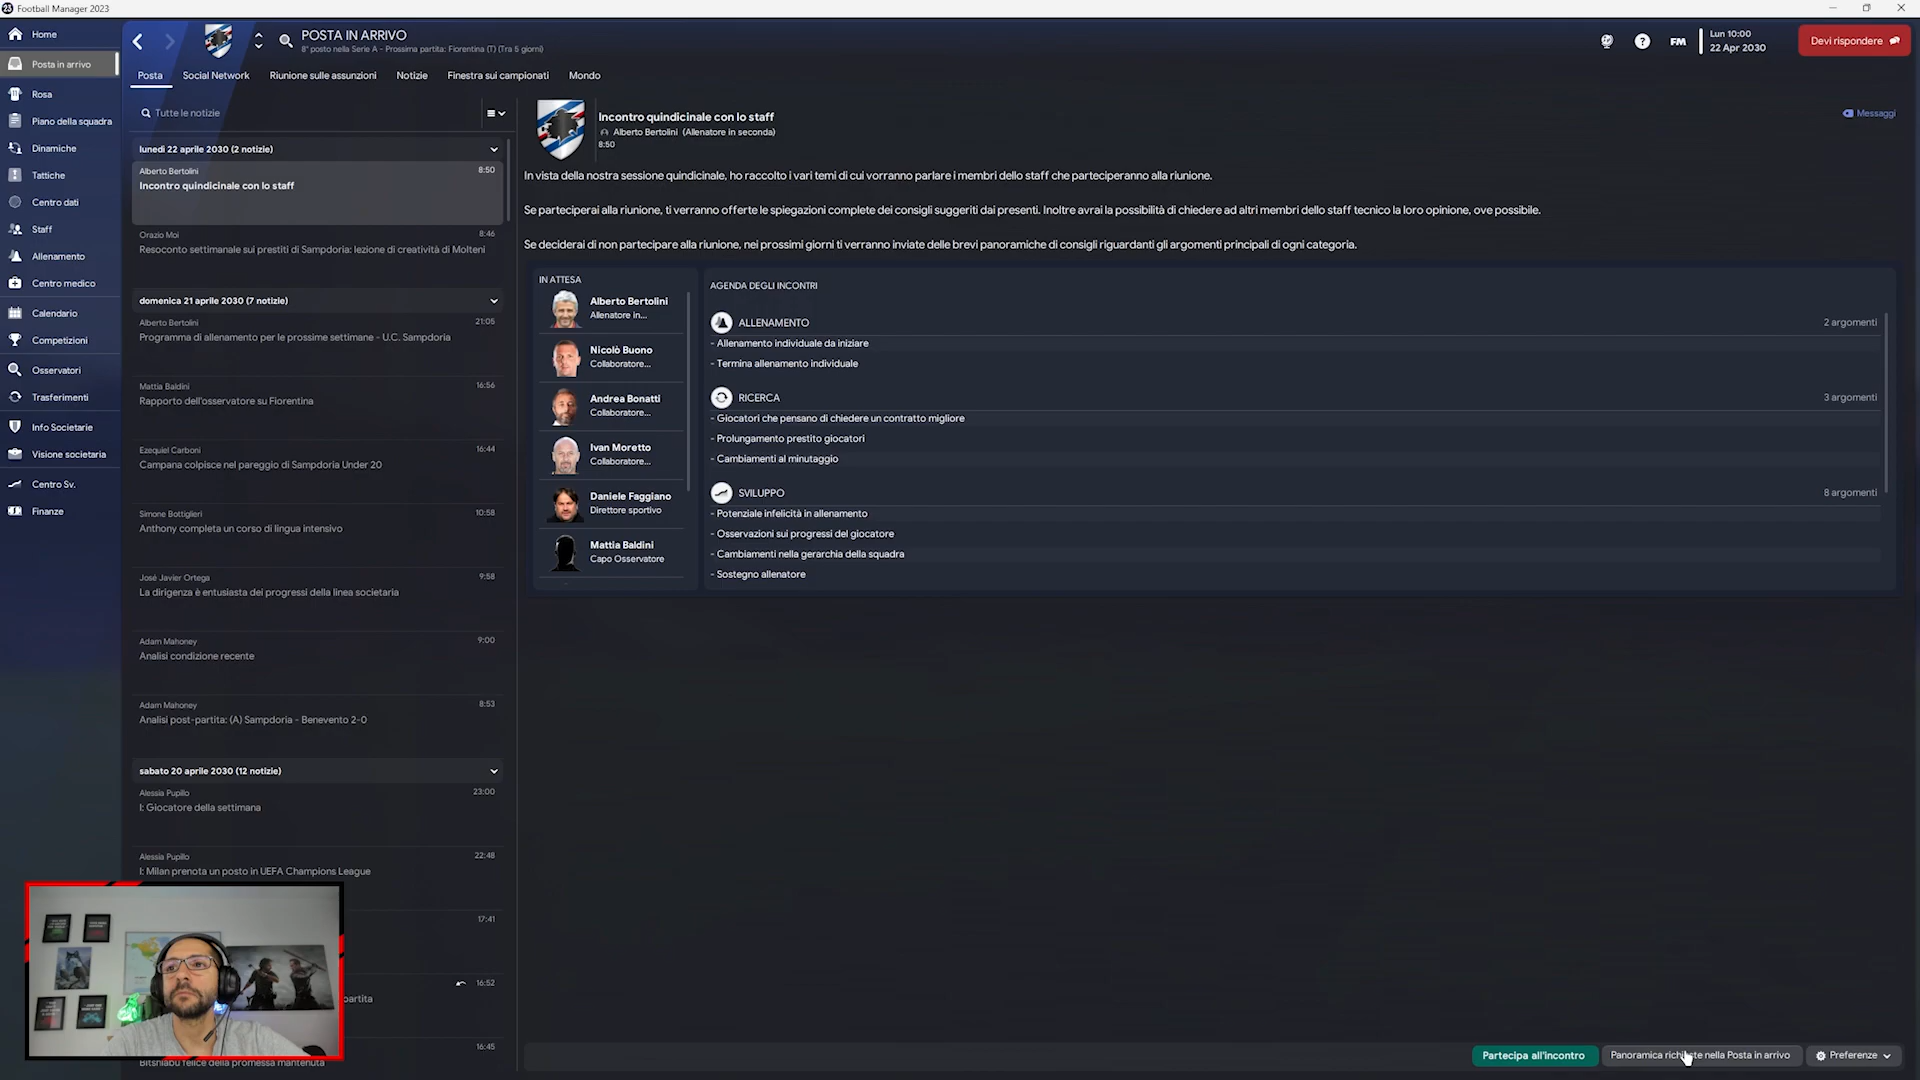 Football Manager 2023
Home
Posta in arrivo
Rosa
Piano della squadra
Dinamiche
Tattiche
Centro dati
Staff
Allenamento
Centro medico
Calendario
Competizioni
Osservatori
Trasferimenti
Info Societarie
Visione societaria
Centro Sv.
Finanze
POSTA IN ARRIVO
8° posto nella Serie A - Prossima partita: Fiorentina (T) (Tra 5 giorni)
FM
Lun 10:00
22 Apr 2030
Devi rispondere
Posta
Social Network
Riunione sulle assunzioni
Notizie
Finestra sui campionati
Mondo
Tutte le notizie
lunedì 22 aprile 2030 (2 notizie)
Alberto Bertolini 8:50
Incontro quindicinale con lo staff
Orazio Moi 8:46
Resoconto settimanale sui prestiti di Sampdoria: lezione di creatività di Molteni
domenica 21 aprile 2030 (7 notizie)
Alberto Bertolini 21:05
Programma di allenamento per le prossime settimane - U.C. Sampdoria
Mattia Baldini 16:56
Rapporto dell'osservatore su Fiorentina
Ezequiel Carboni 16:44
Campana colpisce nel pareggio di Sampdoria Under 20
Simone Bottiglieri 10:58
Anthony completa un corso di lingua intensivo
José Javier Ortega 9:58
La dirigenza è entusiasta dei progressi della linea societaria
Adam Mahoney 9:00
Analisi condizione recente
Adam Mahoney 8:53
Analisi post-partita: (A) Sampdoria - Benevento 2-0
sabato 20 aprile 2030 (12 notizie)
Alessia Pupillo 23:00
I: Giocatore della settimana
Alessia Pupillo 22:48
I: Milan prenota un posto in UEFA Champions League
17:41
16:52
partita
16:45
Bitshiabu felice della promessa mantenuta
Incontro quindicinale con lo staff
Alberto Bertolini (Allenatore in seconda)
8:50
Messaggi
In vista della nostra sessione quindicinale, ho raccolto i vari temi di cui vorranno parlare i membri dello staff che parteciperanno alla riunione.
Se parteciperai alla riunione, ti verranno offerte le spiegazioni complete dei consigli suggeriti dai presenti. Inoltre avrai la possibilità di chiedere ad altri membri dello staff tecnico la loro opinione, ove possibile.
Se deciderai di non partecipare alla riunione, nei prossimi giorni ti verranno inviate delle brevi panoramiche di consigli riguardanti gli argomenti principali di ogni categoria.
IN ATTESA
Alberto Bertolini
Allenatore in...
Nicolò Buono
Collaboratore...
Andrea Bonatti
Collaboratore...
Ivan Moretto
Collaboratore...
Daniele Faggiano
Direttore sportivo
Mattia Baldini
Capo Osservatore
AGENDA DEGLI INCONTRI
ALLENAMENTO 2 argomenti
- Allenamento individuale da iniziare
- Termina allenamento individuale
RICERCA 3 argomenti
- Giocatori che pensano di chiedere un contratto migliore
- Prolungamento prestito giocatori
- Cambiamenti al minutaggio
SVILUPPO 8 argomenti
- Potenziale infelicità in allenamento
- Osservazioni sui progressi del giocatore
- Cambiamenti nella gerarchia della squadra
- Sostegno allenatore
Partecipa all'incontro
Panoramica richieste nella Posta in arrivo
Preferenze